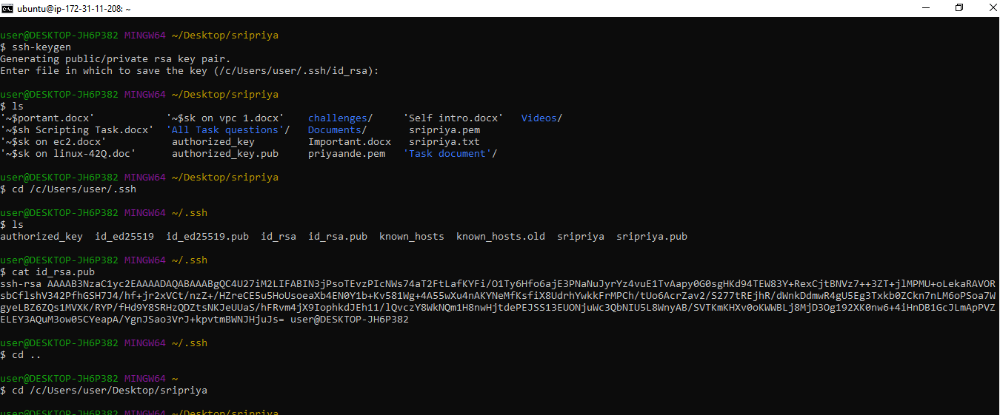 ubuntu@ip-172-31-11-208: ~
user@DESKTOP-JH6P382 MINGW64 ~/Desktop/sripriya
$ ssh-keygen
Generating public/private rsa key pair.
Enter file in which to save the key (/c/Users/user/.ssh/id_rsa):
user@DESKTOP-JH6P382 MINGW64 ~/Desktop/sripriya
$ ls
'~$portant.docx' '~$sk on vpc 1.docx' challenges/ 'Self intro.docx' Videos/
'~$sh Scripting Task.docx' 'All Task questions'/ Documents/ sripriya.pem
'~$sk on ec2.docx' authorized_key Important.docx sripriya.txt
'~$sk on linux-42Q.doc' authorized_key.pub priyaande.pem 'Task document'/
user@DESKTOP-JH6P382 MINGW64 ~/Desktop/sripriya
$ cd /c/Users/user/.ssh
user@DESKTOP-JH6P382 MINGW64 ~/.ssh
$ ls
authorized_key id_ed25519 id_ed25519.pub id_rsa id_rsa.pub known_hosts known_hosts.old sripriya sripriya.pub
user@DESKTOP-JH6P382 MINGW64 ~/.ssh
$ cat id_rsa.pub
ssh-rsa AAAAB3NzaC1yc2EAAAADAQABAAABgQC4U27iM2LIFABIN3jPsoTEvzPIcNWs74aT2FtLafKYFi/O1Ty6Hfo6ajE3PNaNuJyrYz4vuE1TvAapy0G0sgHKd94TEW83Y+RexCjtBNVz7++3ZT+jlMPMU+oLekaRAVOR
sbCflshV342PfhGSH7J4/hf+jr2xVCt/nzZ+/HZreCE5u5HoUsoeaXb4EN0Y1b+Kv581Wg+4A55wXu4nAKYNeMfKsfiX8UdrhYwkkFrMPCh/tUo6AcrZav2/S277tREjhR/dWnkDdmwR4gU5Eg3Txkb0ZCkn7nLM6oPSoa7W
gyeLBZ6ZQs1MVXK/RYP/fHd9Y8SRHzQDZtsNKJeUUaS/hFRvm4jX9IophkdJEh11/lQvczY8WkNQm1H8nwHjtdePEJSS13EUONjuWc3QbNIU5L8WnyAB/SVTKmKHXv0oKWWBLj8MjD3Og192XK0nw6+4iHnDB1GcJLmApPVZ
ELEY3AQuM3ow05CYeapA/YgnJSao3VrJ+kpvtmBWNJHjuJs= user@DESKTOP-JH6P382
user@DESKTOP-JH6P382 MINGW64 ~/.ssh
$ cd ..
user@DESKTOP-JH6P382 MINGW64 ~
$ cd /c/Users/user/Desktop/sripriya
user@DESKTOP-JH6P382 MINGW64 ~/Desktop/sripriya